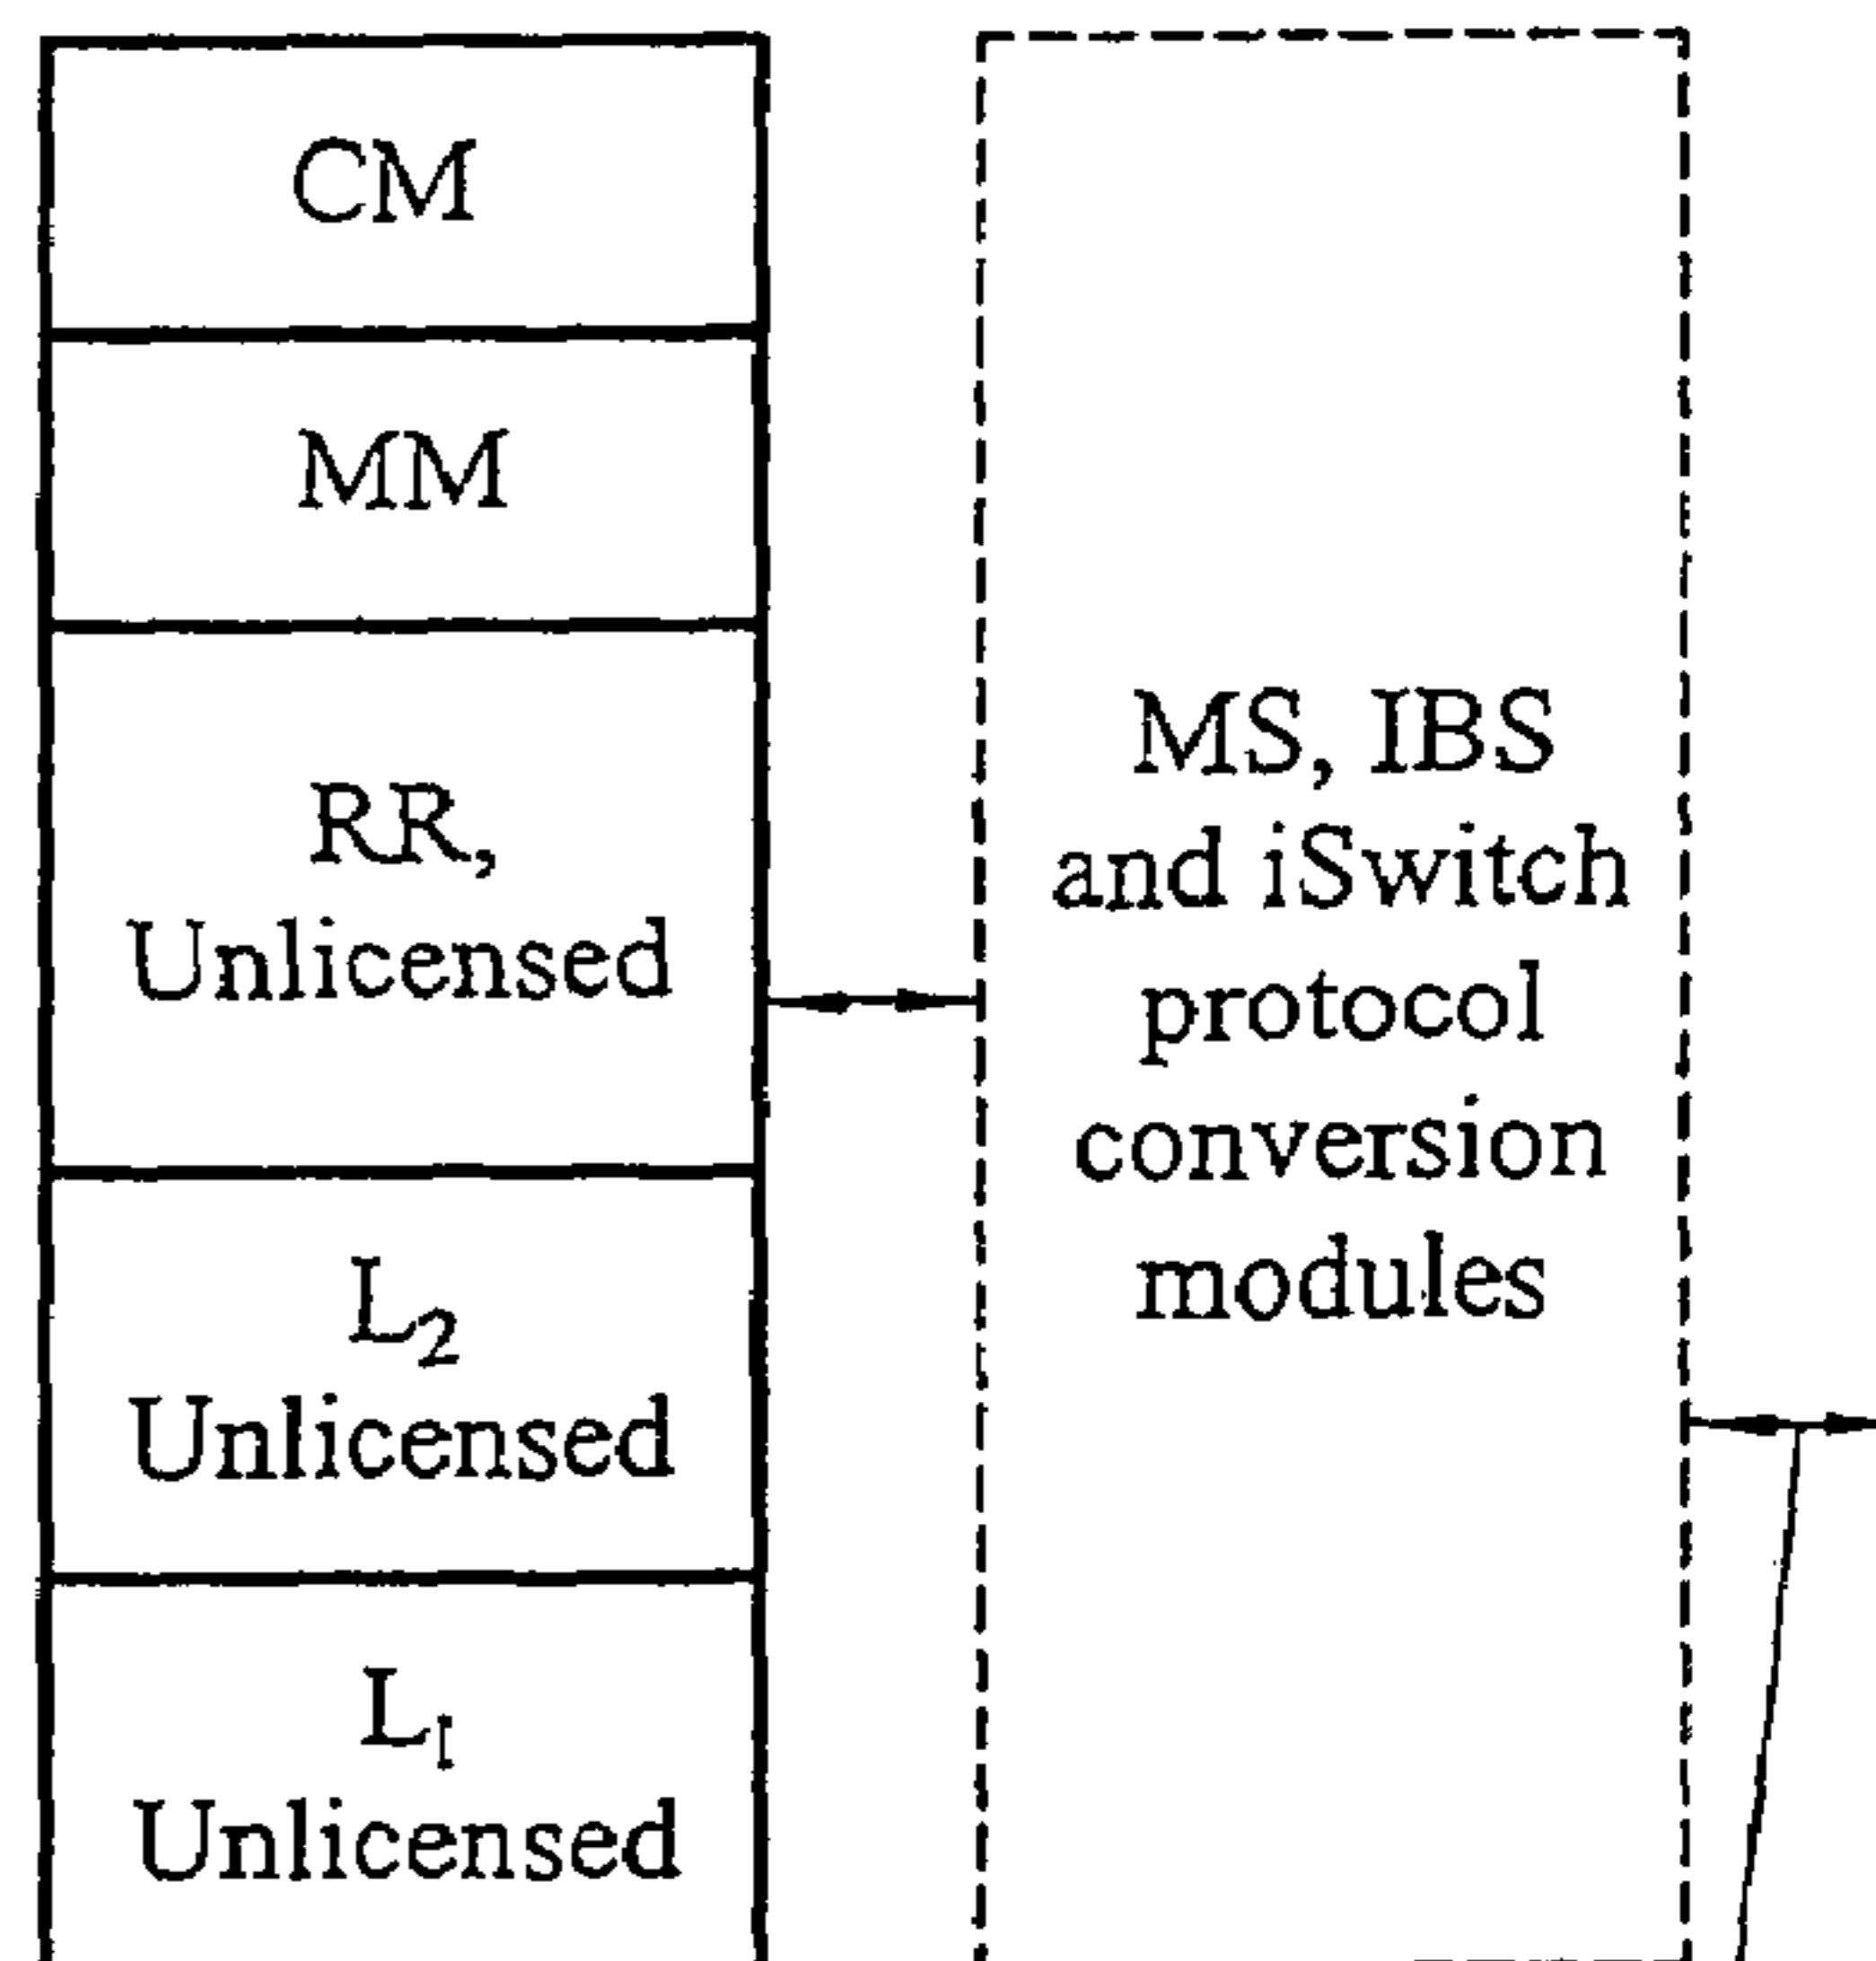 CM
MM
RR,
Unlicensed
L₂
Unlicensed
L₁
Unlicensed
MS, IBS
and iSwitch
protocol
conversion
modules